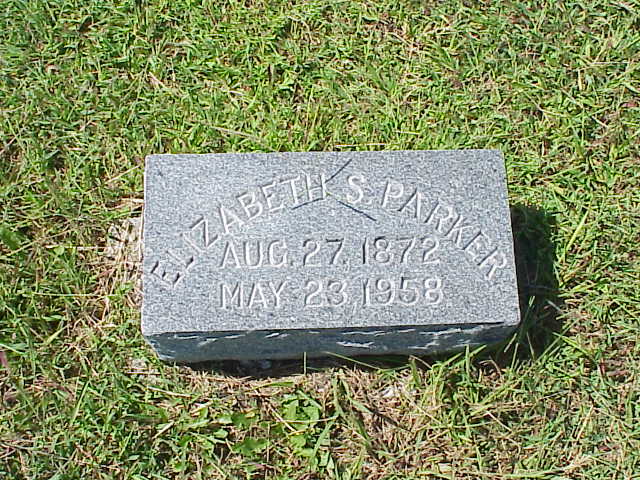 ELIZABETH S. PARKER
AUG. 27, 1872
MAY 23, 1958